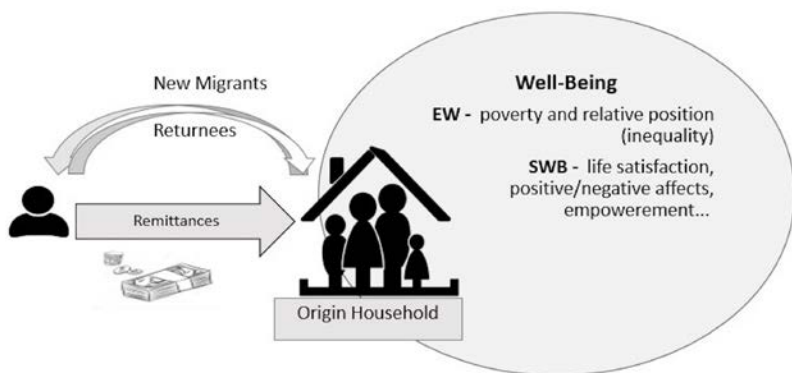 New Migrants
Returnees
Remittances
Origin Household
Well-Being
EW - poverty and relative position
(inequality)
SWB - life satisfaction,
positive/negative affects,
empowerement...